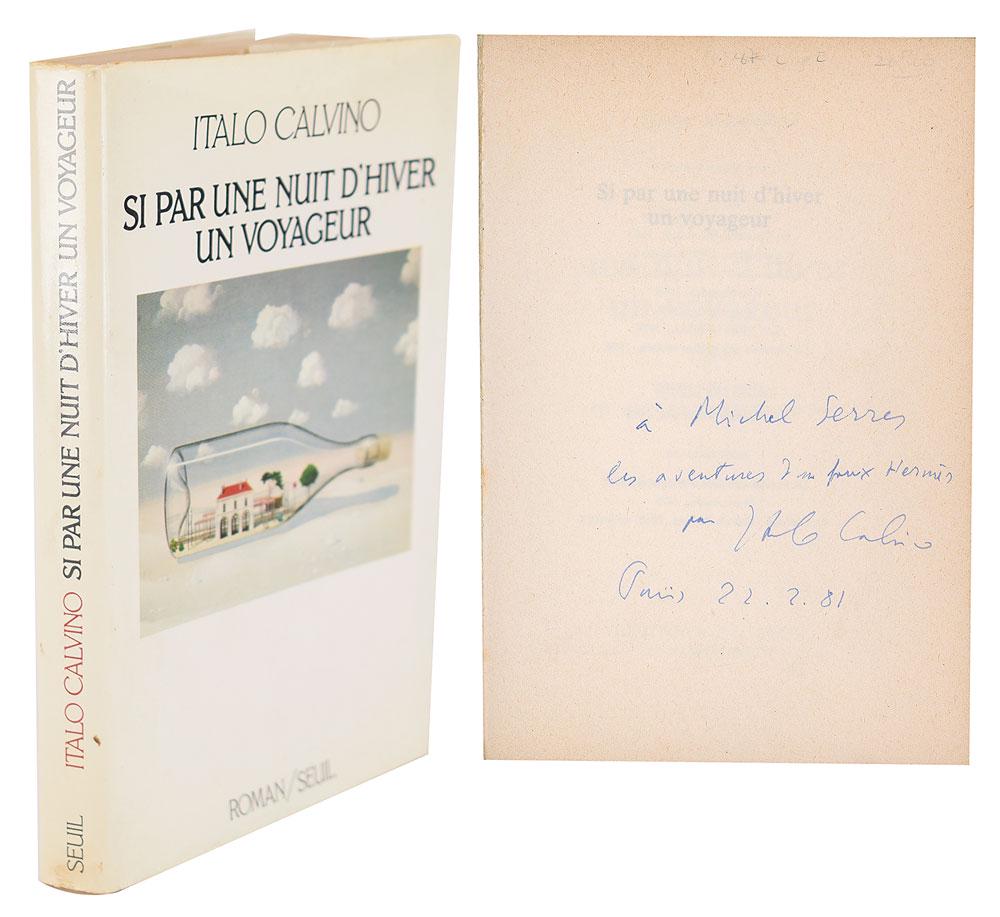 ITALO CALVINO SI PAR UNE NUIT D'HIVER UN VOYAGEUR
SEUIL
ITALO CALVINO
SI PAR UNE NUIT D'HIVER
UN VOYAGEUR
ROMAN/SEUIL
Si par une nuit d'hiver
un voyageur
à Michel Serres
les aventures d'un faux Hermès
par Italo Calvino
Paris 22.2.81